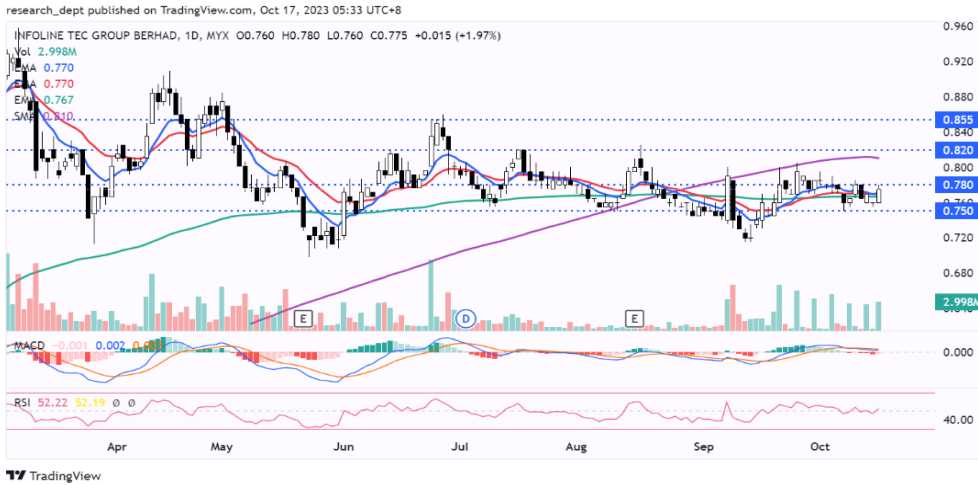 research_dept published on TradingView.com, Oct 17, 2023 05:33 UTC+8
INFOLINE TEC GROUP BERHAD, 1D, MYX O0.760 H0.780 L0.760 C0.775 +0.015 (+1.97%)
Vol 2.998M
EMA 0.770
EMA 0.770
EMA 0.767
SMA 0.810
0.960
0.920
0.880
0.855
0.840
0.820
0.800
0.780
0.760
0.750
0.720
0.680
2.998M
E
D
E
MACD −0.001 0.002
0.000
RSI 52.22 52.19 Ø Ø
40.00
Apr May Jun Jul Aug Sep Oct
TradingView